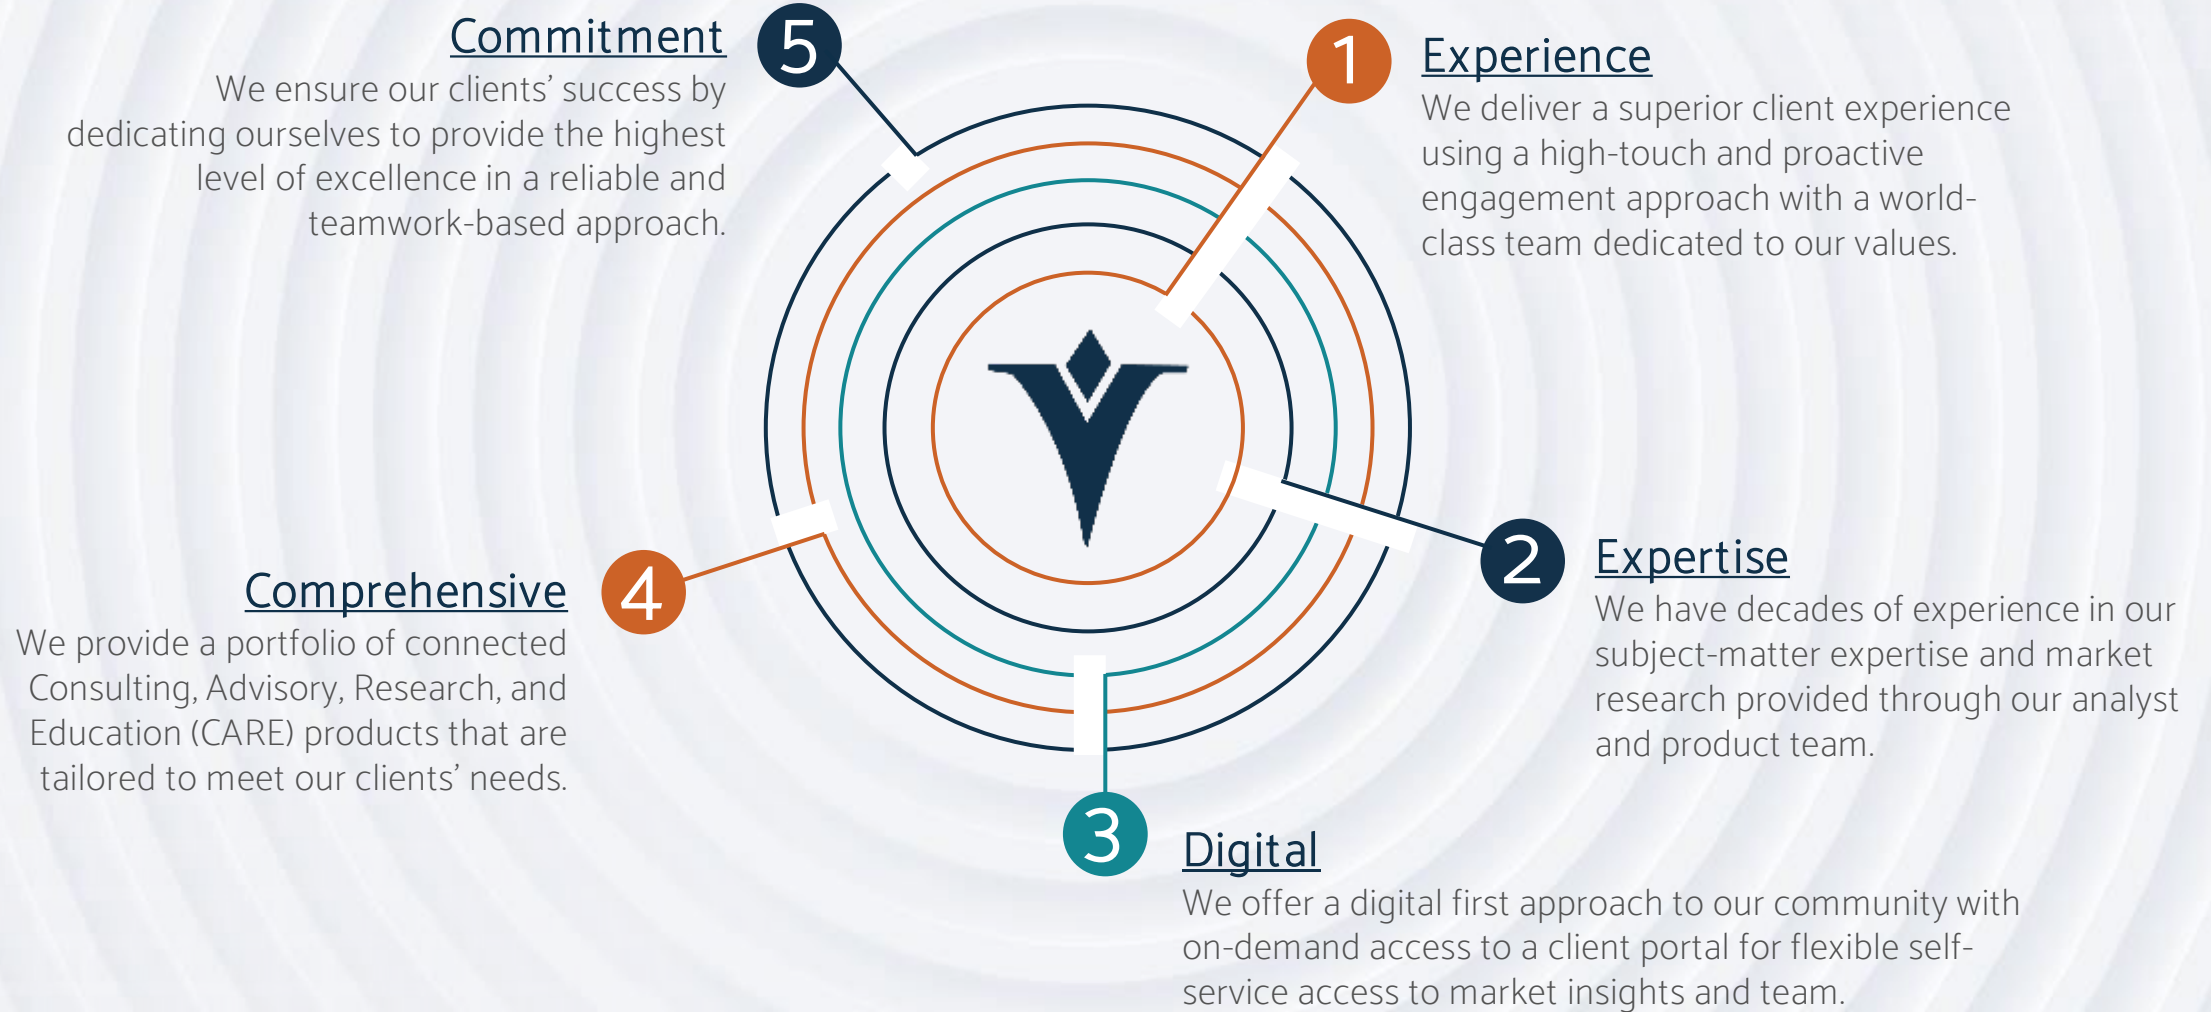 1
Experience
We deliver a superior client experience
using a high-touch and proactive
engagement approach with a world-
class team dedicated to our values.
2
Expertise
We have decades of experience in our
subject-matter expertise and market
research provided through our analyst
and product team.
3
Digital
We offer a digital first approach to our community with
on-demand access to a client portal for flexible self-
service access to market insights and team.
4
Comprehensive
We provide a portfolio of connected
Consulting, Advisory, Research, and
Education (CARE) products that are
tailored to meet our clients’ needs.
5
Commitment
We ensure our clients’ success by
dedicating ourselves to provide the highest
level of excellence in a reliable and
teamwork-based approach.